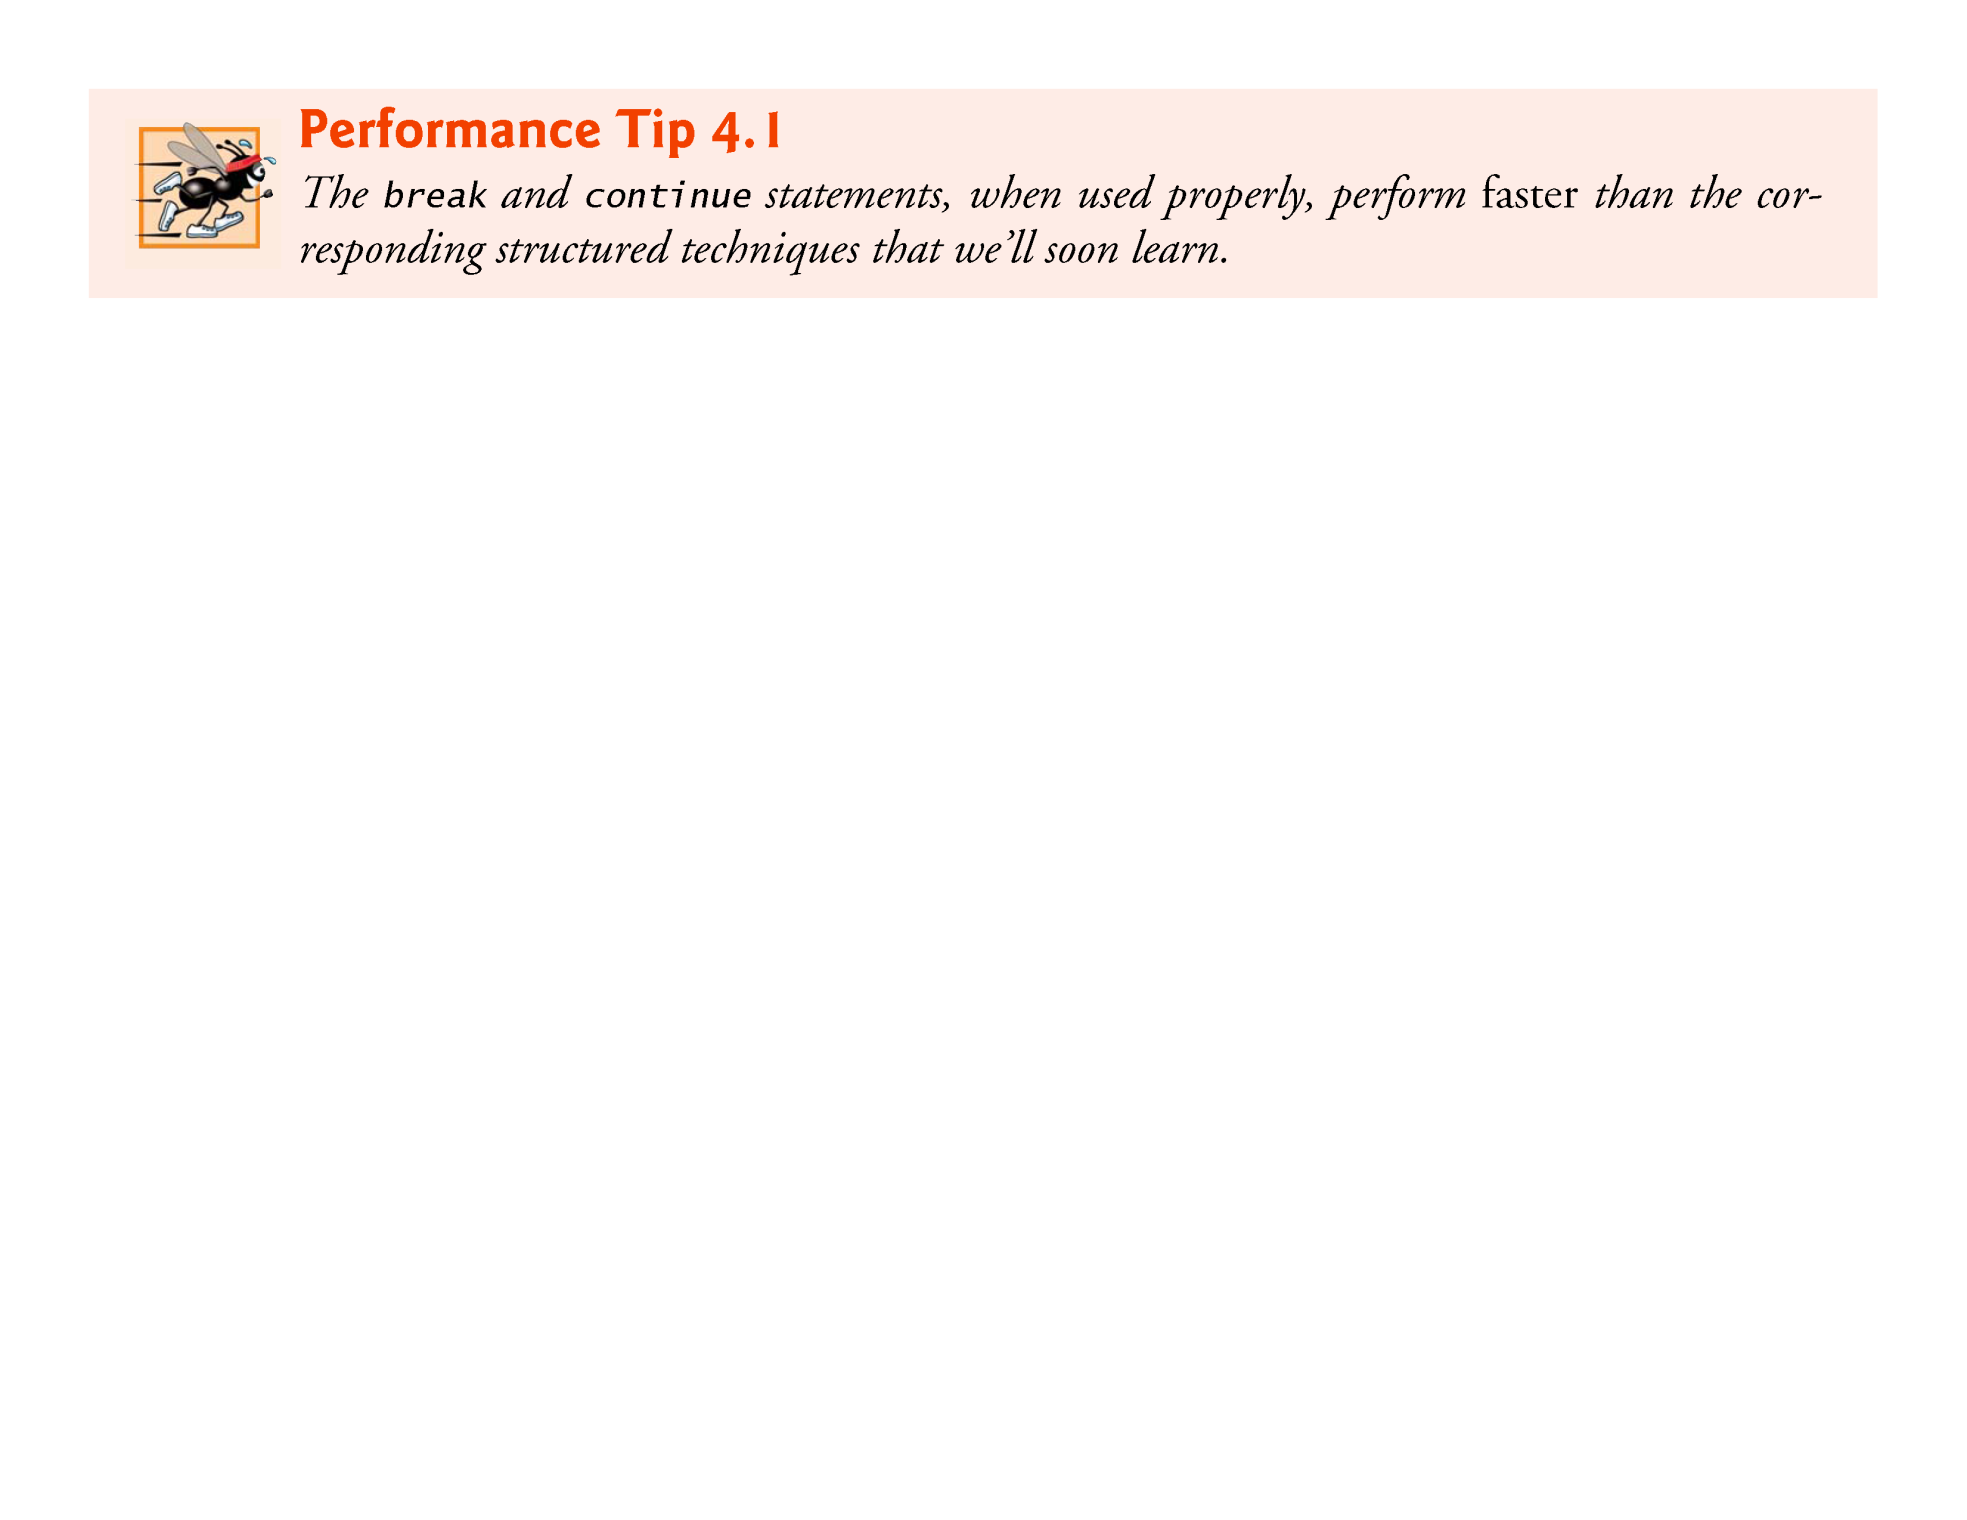 Performance Tip 4.1
The break and continue statements, when used properly, perform faster than the cor-
responding structured techniques that we’ll soon learn.